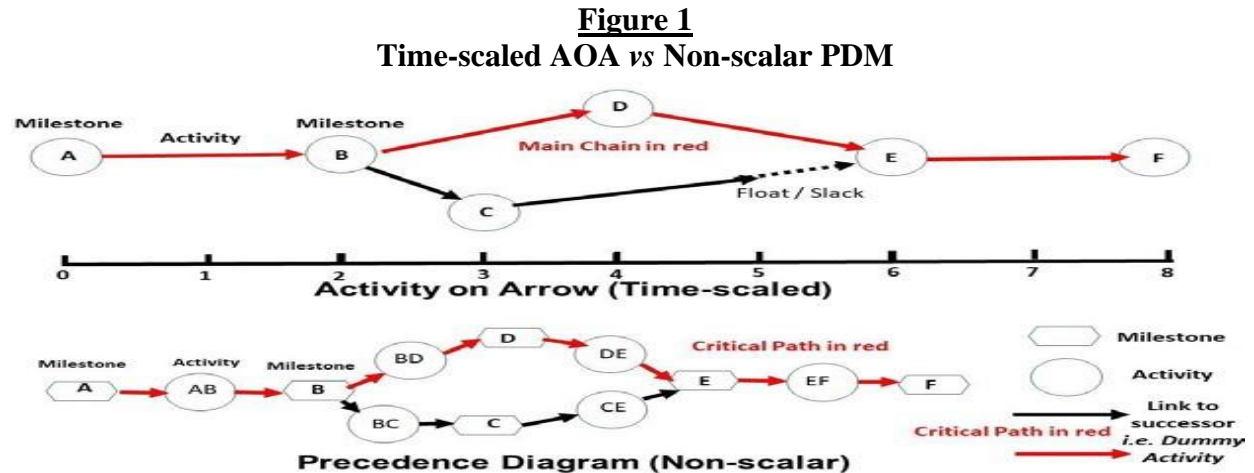 Figure 1
Time-scaled AOA vs Non-scalar PDM
D
Milestone
Activity
Milestone
A
B
Main Chain in red
E
F
Float / Slack
C
0 1 2 3 4 5 6 7 8
Activity on Arrow (Time-scaled)
Milestone
Activity
Milestone
A
AB
B
BD
D
DE
BC
C
CE
Critical Path in red
E
EF
F
Milestone
Activity
Link to
successor
Critical Path in red
i.e. Dummy
Activity
Precedence Diagram (Non-scalar)